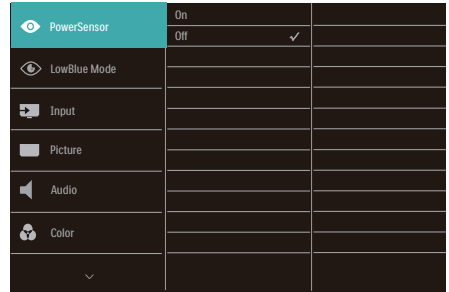 PowerSensor
On
Off
LowBlue Mode
Input
Picture
Audio
Color